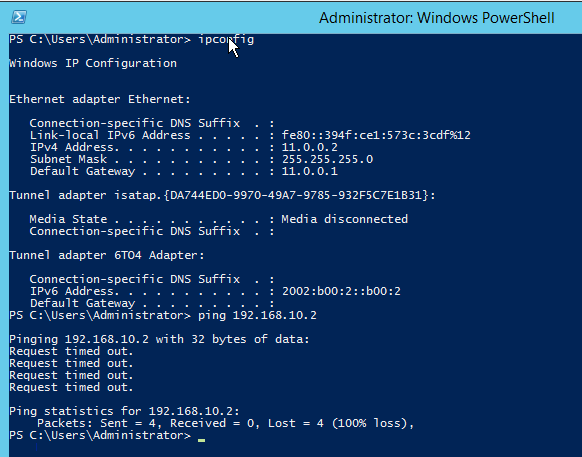 Administrator: Windows PowerShell
PS C:\Users\Administrator> ipconfig
Windows IP Configuration
Ethernet adapter Ethernet:
Connection-specific DNS Suffix . :
Link-local IPv6 Address . . . . . : fe80::394f:ce1:573c:3cdf%12
IPv4 Address. . . . . . . . . . . : 11.0.0.2
Subnet Mask . . . . . . . . . . . : 255.255.255.0
Default Gateway . . . . . . . . . : 11.0.0.1
Tunnel adapter isatap.{DA744ED0-9970-49A7-9785-932F5C7E1B31}:
Media State . . . . . . . . . . . : Media disconnected
Connection-specific DNS Suffix . :
Tunnel adapter 6TO4 Adapter:
Connection-specific DNS Suffix . :
IPv6 Address. . . . . . . . . . . : 2002:b00:2::b00:2
Default Gateway . . . . . . . . . :
PS C:\Users\Administrator> ping 192.168.10.2
Pinging 192.168.10.2 with 32 bytes of data:
Request timed out.
Request timed out.
Request timed out.
Request timed out.
Ping statistics for 192.168.10.2:
Packets: Sent = 4, Received = 0, Lost = 4 (100% loss),
PS C:\Users\Administrator> _